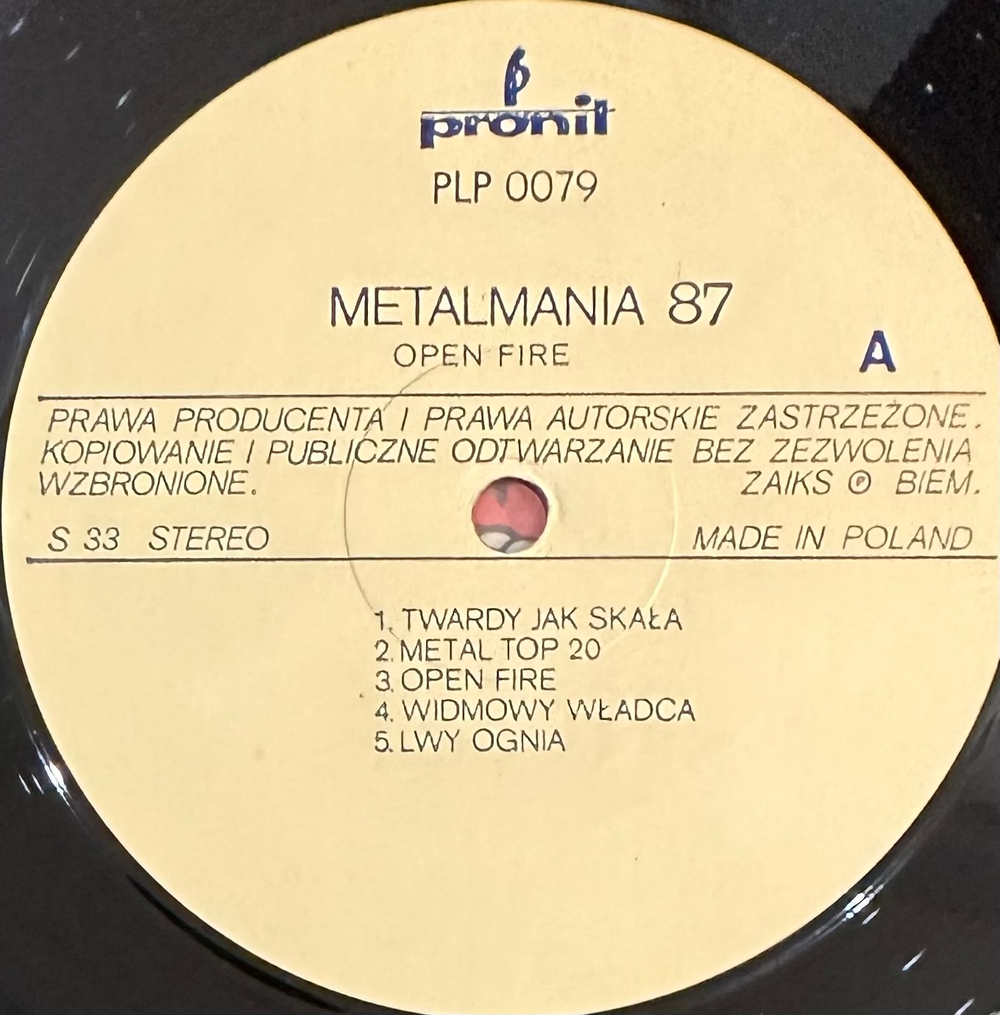 pronit
PLP 0079
METALMANIA 87
OPEN FIRE
A
PRAWA PRODUCENTA I PRAWA AUTORSKIE ZASTRZEŻONE.
KOPIOWANIE I PUBLICZNE ODTWARZANIE BEZ ZEZWOLENIA
WZBRONIONE. ZAIKS ℗ BIEM.
S 33 STEREO MADE IN POLAND
1. TWARDY JAK SKAŁA
2. METAL TOP 20
3. OPEN FIRE
4. WIDMOWY WŁADCA
5. LWY OGNIA